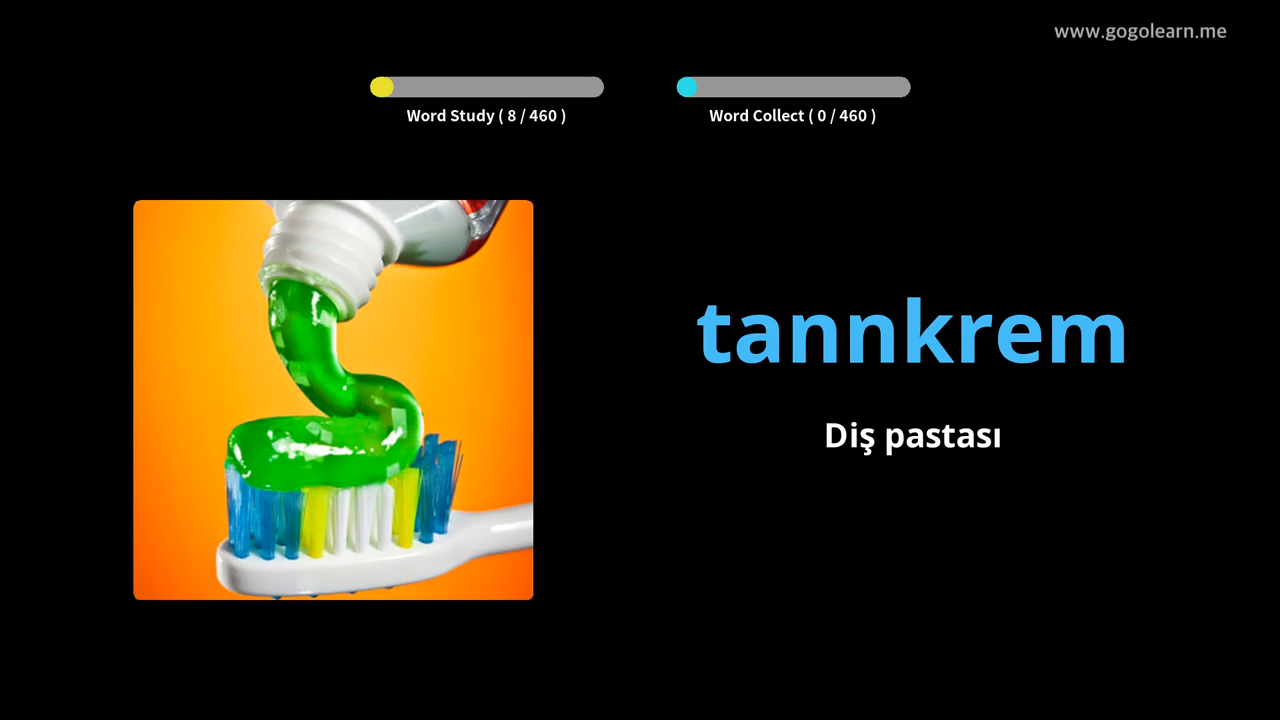 www.gogolearn.me
Word Study ( 8 / 460 )
Word Collect ( 0 / 460 )
tannkrem
Diş pastası